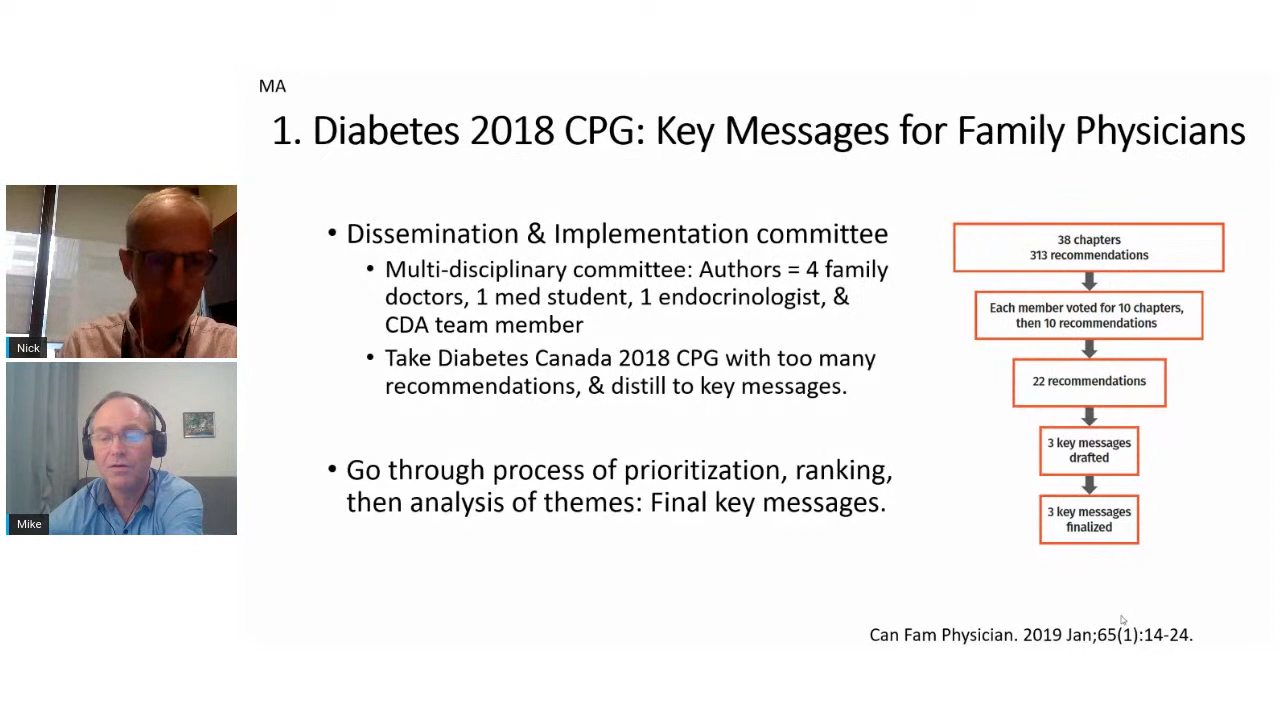 MA
1. Diabetes 2018 CPG: Key Messages for Family Physicians
• Dissemination & Implementation committee
• Multi-disciplinary committee: Authors = 4 family
doctors, 1 med student, 1 endocrinologist, &
CDA team member
• Take Diabetes Canada 2018 CPG with too many
recommendations, & distill to key messages.
• Go through process of prioritization, ranking,
then analysis of themes: Final key messages.
38 chapters
313 recommendations
Each member voted for 10 chapters,
then 10 recommendations
22 recommendations
3 key messages
drafted
3 key messages
finalized
Can Fam Physician. 2019 Jan;65(1):14-24.
Nick
Mike